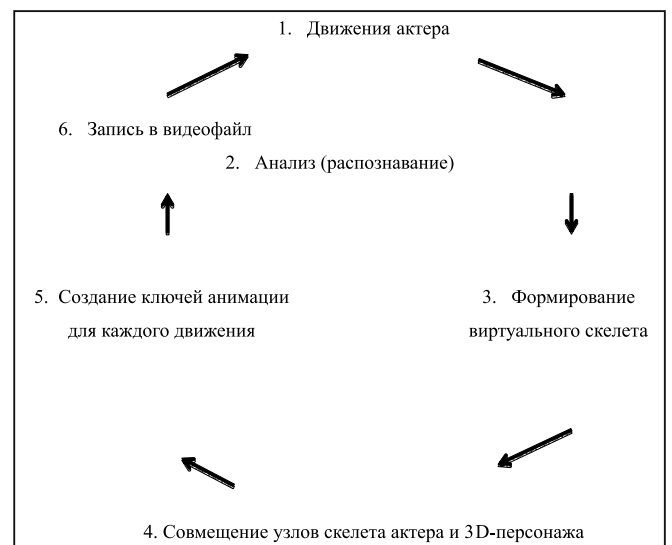 1. Движения актера
6. Запись в видеофайл
2. Анализ (распознавание)
5. Создание ключей анимации
для каждого движения
3. Формирование
виртуального скелета
4. Совмещение узлов скелета актера и 3D-персонажа